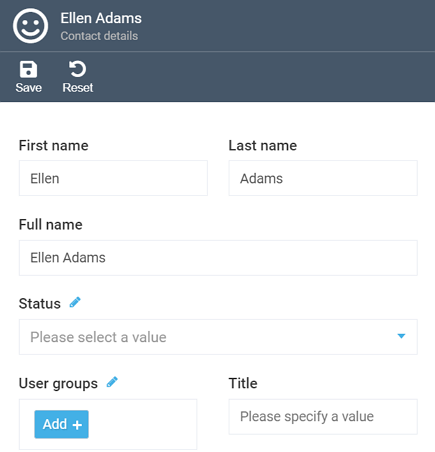 Ellen Adams
Contact details
Save Reset
First name Last name
Ellen Adams
Full name
Ellen Adams
Status
Please select a value
User groups Title
Add + Please specify a value